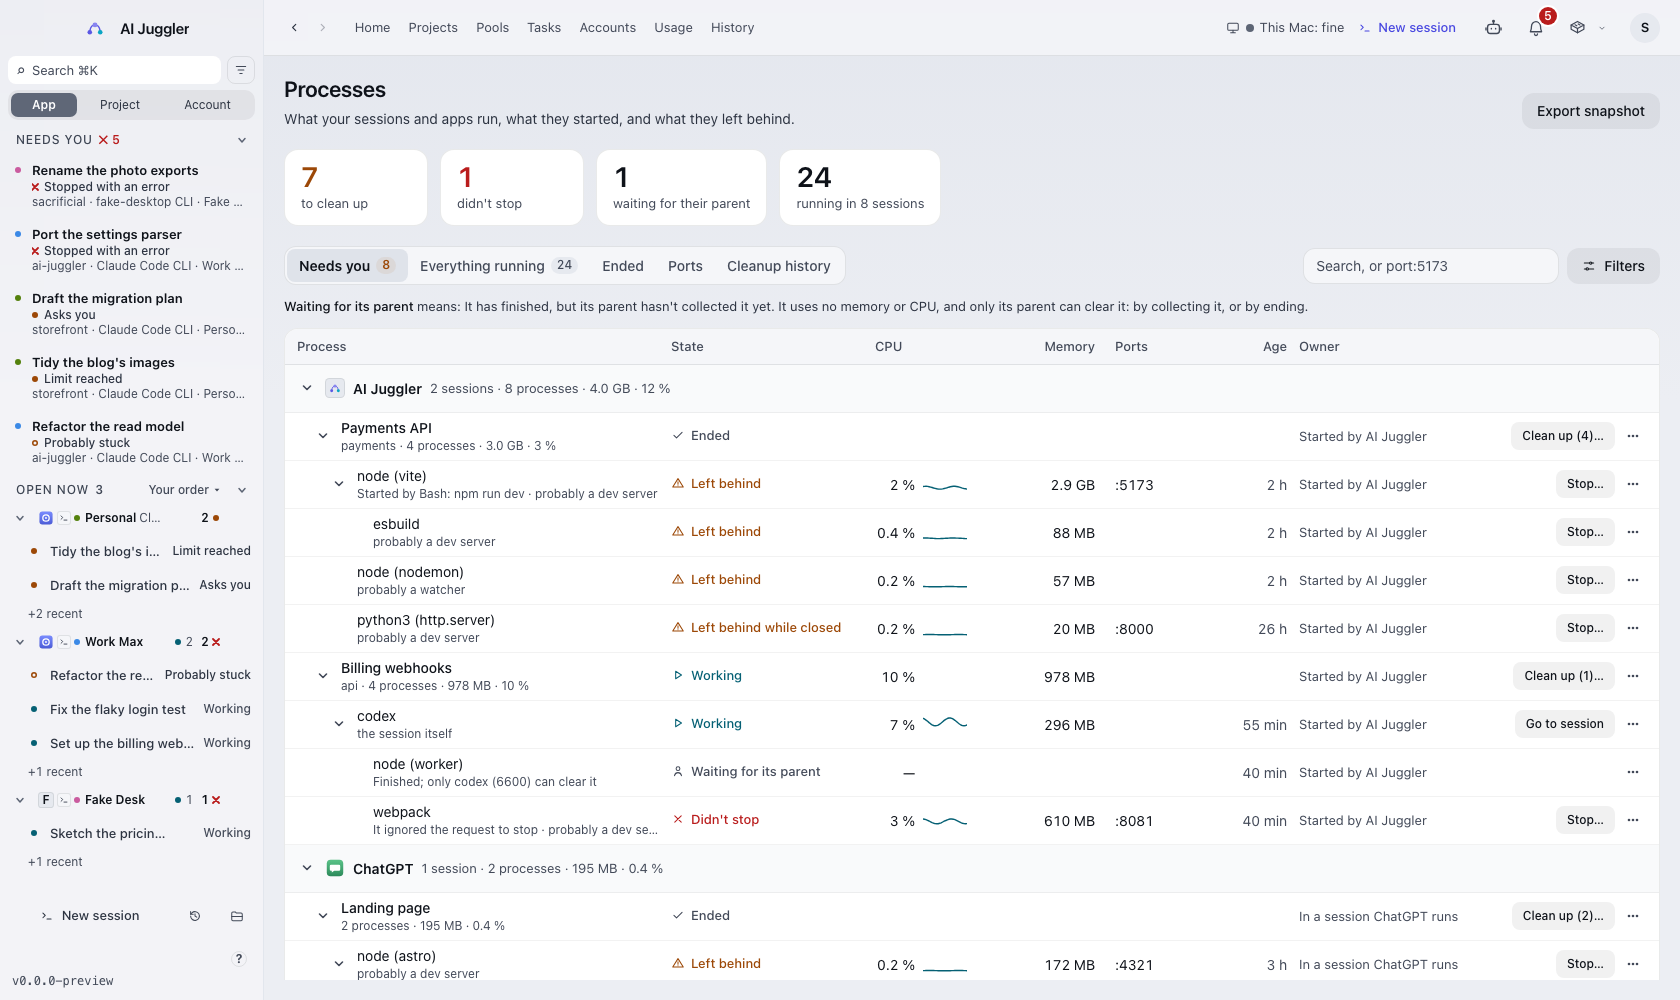 AI Juggler
Search ⌘K
App Project Account
NEEDS YOU 5
Rename the photo exports
Stopped with an error
sacrificial · fake-desktop CLI · Fake ...
Port the settings parser
Stopped with an error
ai-juggler · Claude Code CLI · Work ...
Draft the migration plan
Asks you
storefront · Claude Code CLI · Perso...
Tidy the blog's images
Limit reached
storefront · Claude Code CLI · Perso...
Refactor the read model
Probably stuck
ai-juggler · Claude Code CLI · Work ...
OPEN NOW 3 Your order
Personal Cl... 2
Tidy the blog's i... Limit reached
Draft the migration p... Asks you
+2 recent
Work Max 2 2
Refactor the re... Probably stuck
Fix the flaky login test Working
Set up the billing web... Working
+1 recent
F Fake Desk 1 1
Sketch the pricin... Working
+1 recent
New session
?
v0.0.0-preview
Home Projects Pools Tasks Accounts Usage History
This Mac: fine New session 5 S
Processes
What your sessions and apps run, what they started, and what they left behind.
Export snapshot
7 to clean up
1 didn't stop
1 waiting for their parent
24 running in 8 sessions
Needs you 8 Everything running 24 Ended Ports Cleanup history
Search, or port:5173 Filters
Waiting for its parent means: It has finished, but its parent hasn't collected it yet. It uses no memory or CPU, and only its parent can clear it: by collecting it, or by ending.
Process State CPU Memory Ports Age Owner
AI Juggler 2 sessions · 8 processes · 4.0 GB · 12 %
Payments API Ended Started by AI Juggler Clean up (4)... ...
payments · 4 processes · 3.0 GB · 3 %
node (vite) Left behind 2 % 2.9 GB :5173 2 h Started by AI Juggler Stop... ...
Started by Bash: npm run dev · probably a dev server
esbuild Left behind 0.4 % 88 MB 2 h Started by AI Juggler Stop... ...
probably a dev server
node (nodemon) Left behind 0.2 % 57 MB 2 h Started by AI Juggler Stop... ...
probably a watcher
python3 (http.server) Left behind while closed 0.2 % 20 MB :8000 26 h Started by AI Juggler Stop... ...
probably a dev server
Billing webhooks Working 10 % 978 MB Started by AI Juggler Clean up (1)... ...
api · 4 processes · 978 MB · 10 %
codex Working 7 % 296 MB 55 min Started by AI Juggler Go to session ...
the session itself
node (worker) Waiting for its parent — 40 min Started by AI Juggler ...
Finished; only codex (6600) can clear it
webpack Didn't stop 3 % 610 MB :8081 40 min Started by AI Juggler Stop... ...
It ignored the request to stop · probably a dev se...
ChatGPT 1 session · 2 processes · 195 MB · 0.4 %
Landing page Ended In a session ChatGPT runs Clean up (2)... ...
2 processes · 195 MB · 0.4 %
node (astro) Left behind 0.2 % 172 MB :4321 3 h In a session ChatGPT runs Stop... ...
probably a dev server